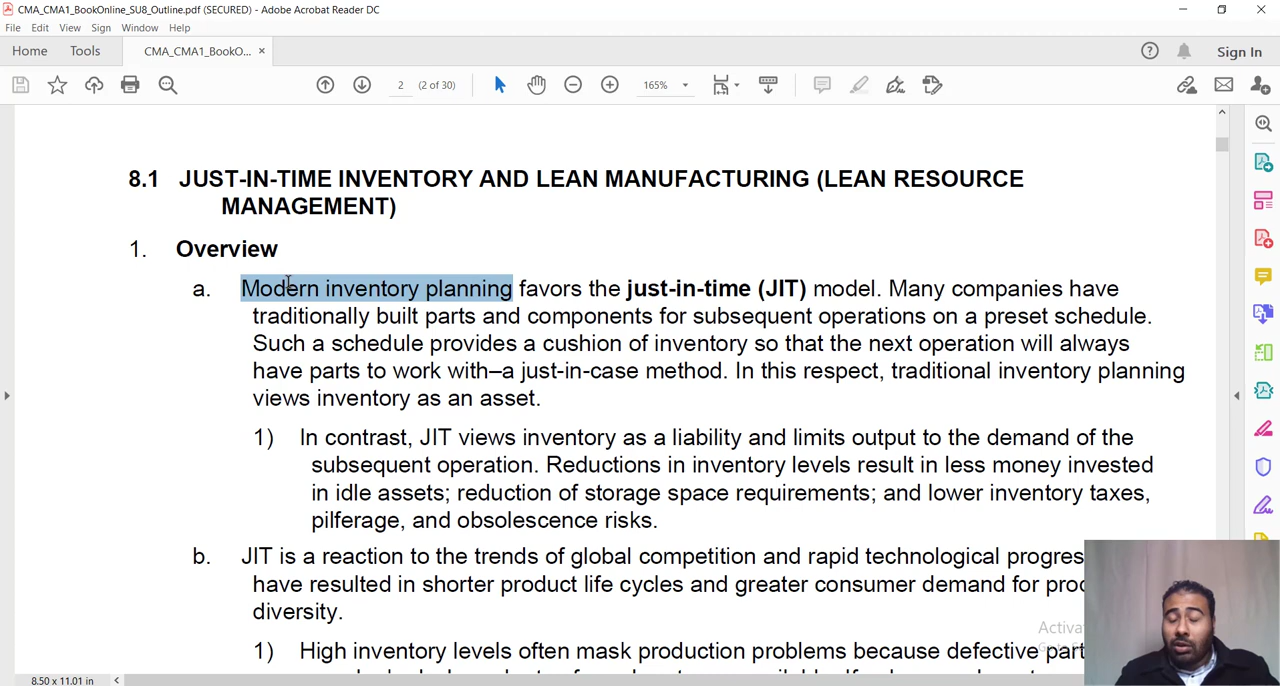 CMA_CMA1_BookOnline_SU8_Outline.pdf (SECURED) - Adobe Acrobat Reader DC
File Edit View Sign Window Help
Home Tools CMA_CMA1_BookO... × Sign In
2 (2 of 30) 165%
8.1 JUST-IN-TIME INVENTORY AND LEAN MANUFACTURING (LEAN RESOURCE
MANAGEMENT)
1. Overview
a. Modern inventory planning favors the just-in-time (JIT) model. Many companies have
traditionally built parts and components for subsequent operations on a preset schedule.
Such a schedule provides a cushion of inventory so that the next operation will always
have parts to work with–a just-in-case method. In this respect, traditional inventory planning
views inventory as an asset.
1) In contrast, JIT views inventory as a liability and limits output to the demand of the
subsequent operation. Reductions in inventory levels result in less money invested
in idle assets; reduction of storage space requirements; and lower inventory taxes,
pilferage, and obsolescence risks.
b. JIT is a reaction to the trends of global competition and rapid technological progres
have resulted in shorter product life cycles and greater consumer demand for
diversity.
Activa
1) High inventory levels often mask production problems because defective part
8.50 x 11.01 in